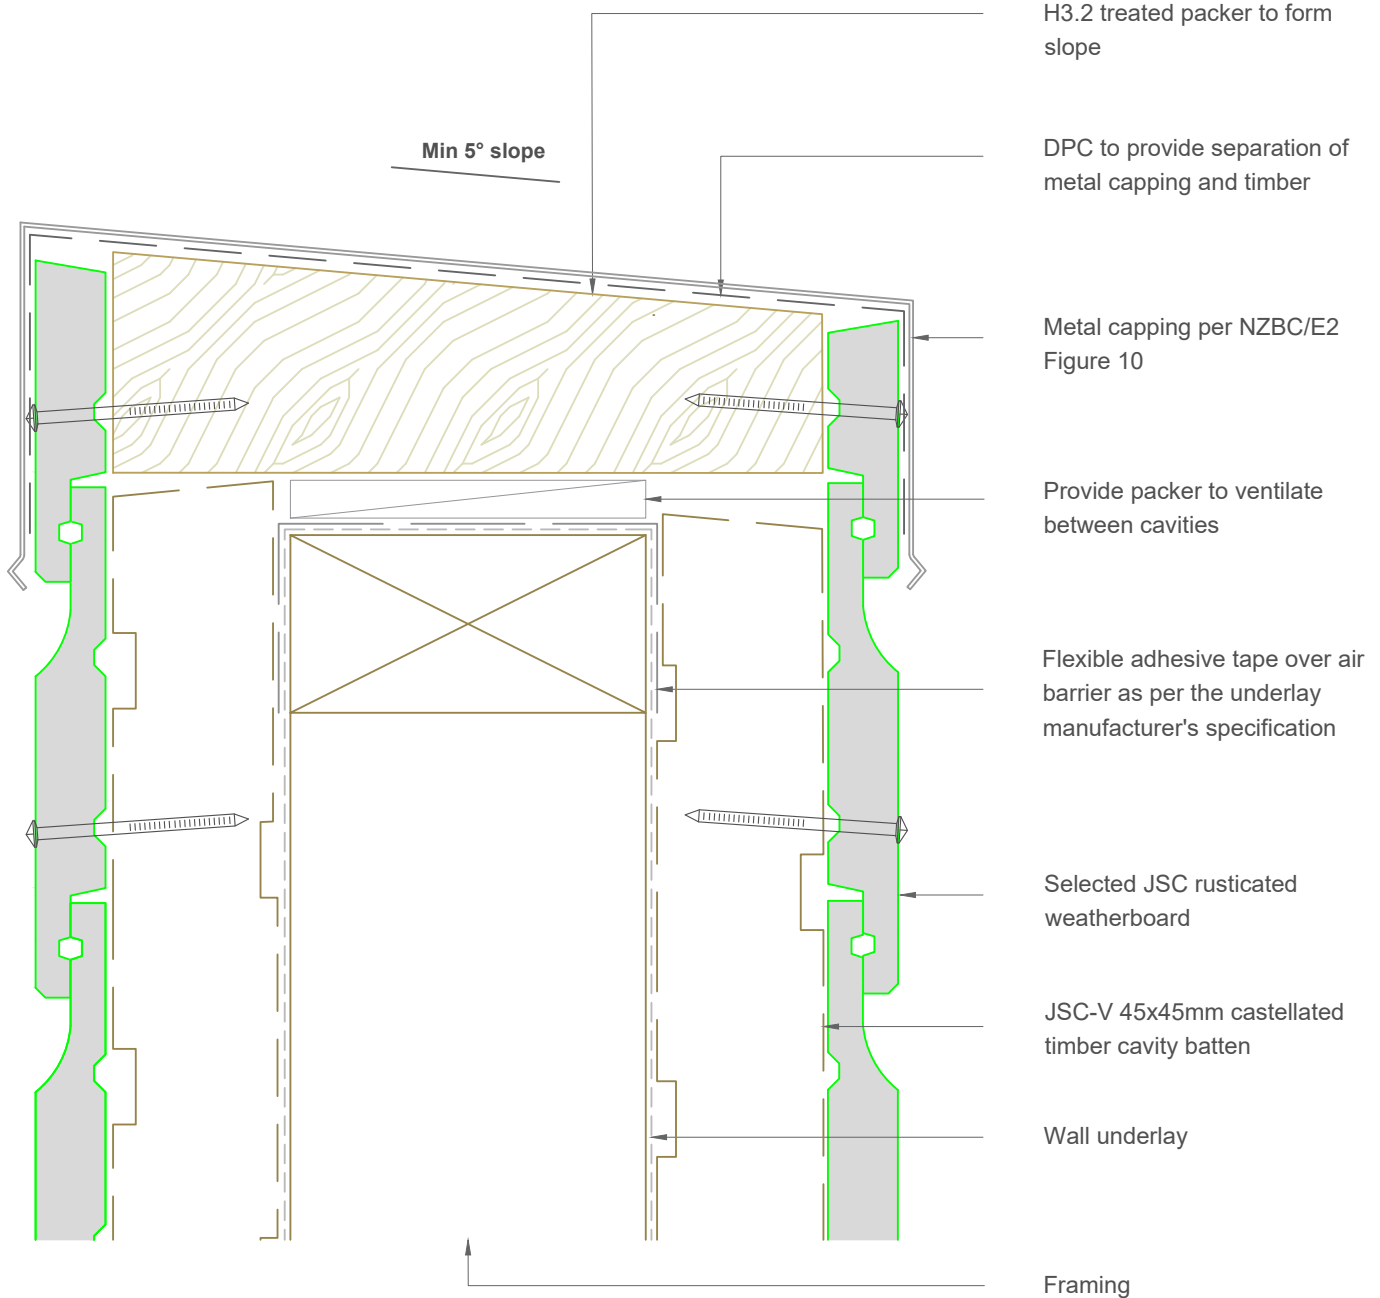 H3.2 treated packer to form
slope
Min 5° slope
DPC to provide separation of
metal capping and timber
Metal capping per NZBC/E2
Figure 10
Provide packer to ventilate
between cavities
Flexible adhesive tape over air
barrier as per the underlay
manufacturer's specification
Selected JSC rusticated
weatherboard
JSC-V 45x45mm castellated
timber cavity batten
Wall underlay
Framing